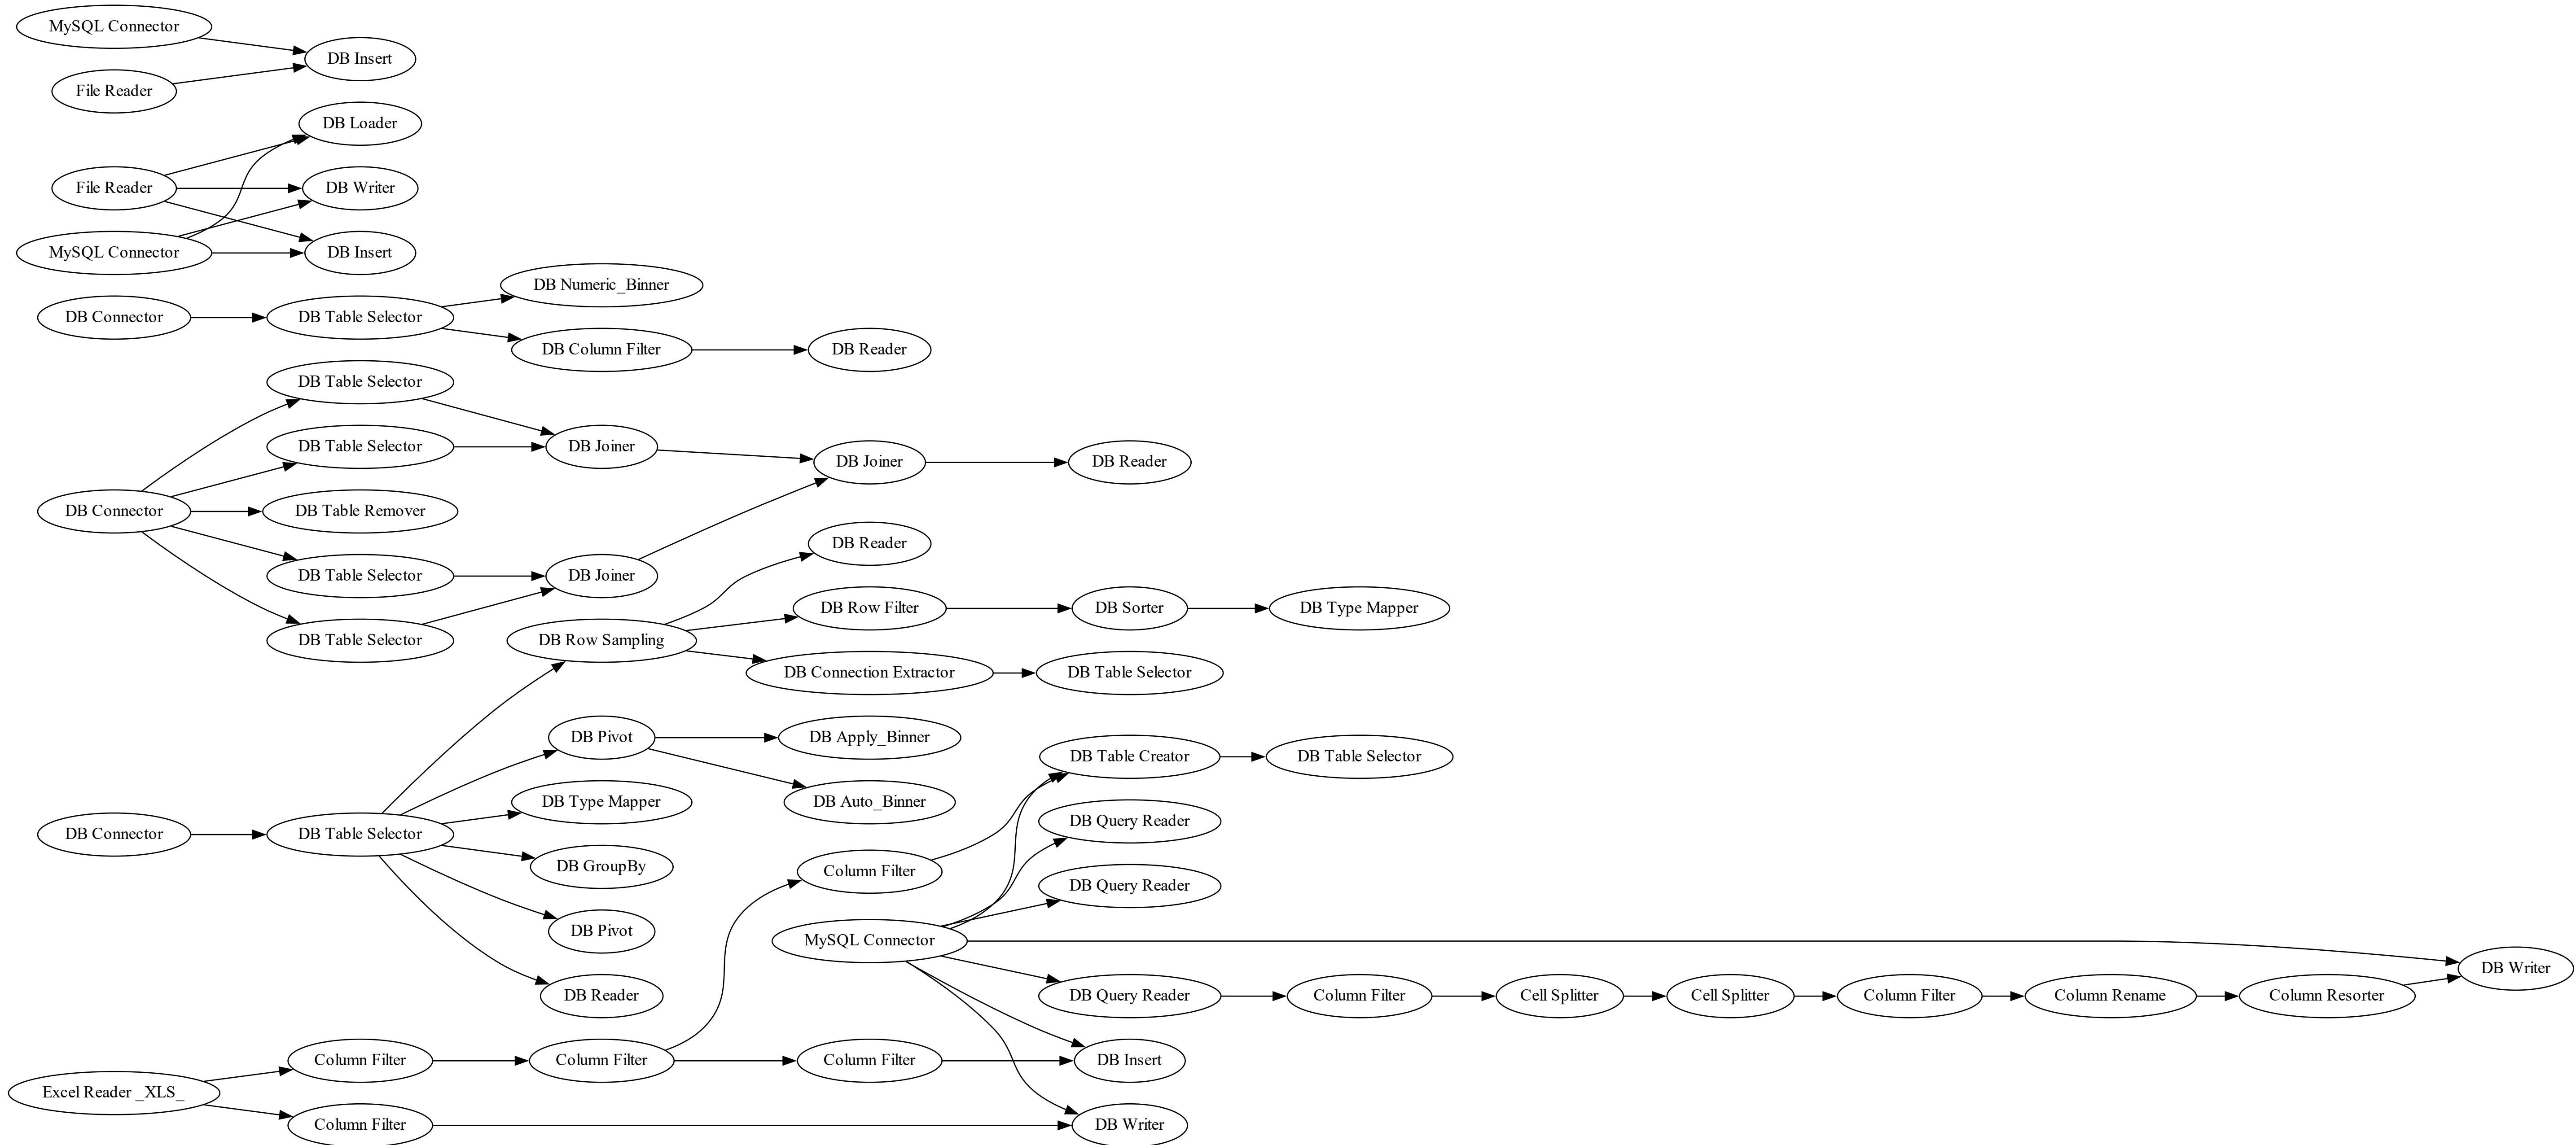 MySQL Connector
DB Insert
File Reader
DB Loader
File Reader
DB Writer
MySQL Connector
DB Insert
DB Numeric_Binner
DB Connector
DB Table Selector
DB Column Filter
DB Reader
DB Table Selector
DB Table Selector
DB Joiner
DB Joiner
DB Reader
DB Connector
DB Table Remover
DB Table Selector
DB Joiner
DB Table Selector
DB Reader
DB Row Sampling
DB Row Filter
DB Sorter
DB Type Mapper
DB Connection Extractor
DB Table Selector
DB Pivot
DB Apply_Binner
DB Type Mapper
DB Auto_Binner
DB Connector
DB Table Selector
DB GroupBy
DB Pivot
DB Reader
DB Table Creator
DB Table Selector
DB Query Reader
Column Filter
DB Query Reader
MySQL Connector
DB Writer
DB Query Reader
Column Filter
Cell Splitter
Cell Splitter
Column Filter
Column Rename
Column Resorter
Column Filter
Column Filter
Column Filter
DB Insert
Excel Reader _XLS_
Column Filter
DB Writer